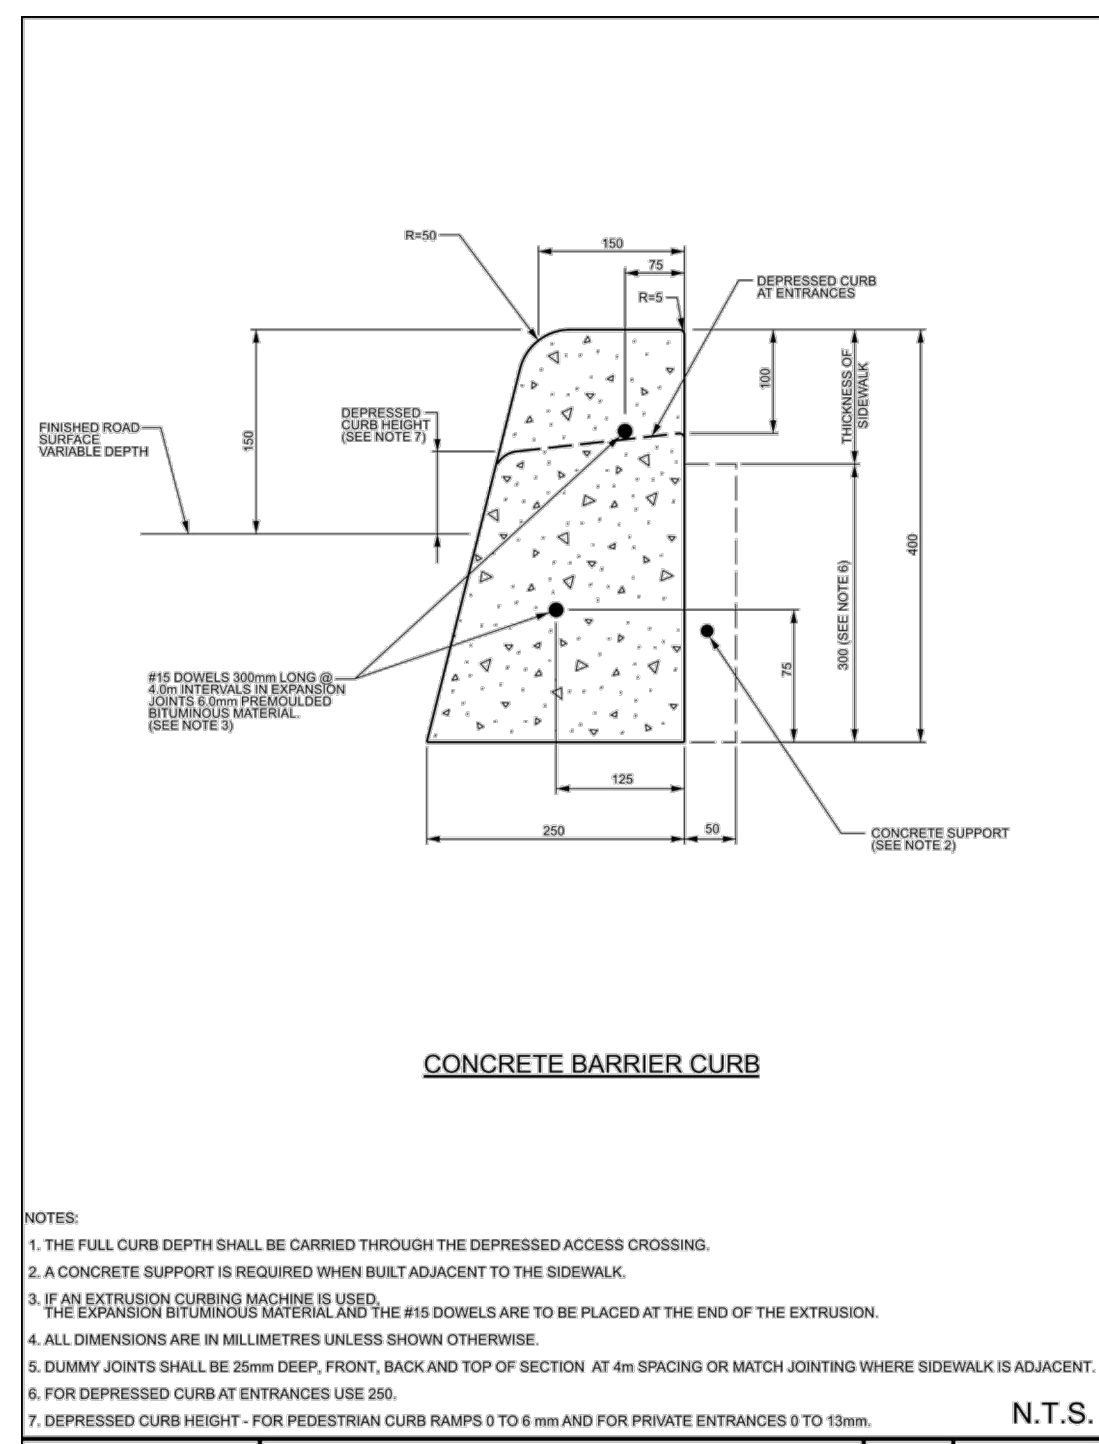 R=50
150
75
R=5
DEPRESSED CURB
AT ENTRANCES
100
THICKNESS OF
SIDEWALK
DEPRESSED
CURB HEIGHT
(SEE NOTE 7)
FINISHED ROAD
SURFACE
VARIABLE DEPTH
150
400
300 (SEE NOTE 6)
75
#15 DOWELS 300mm LONG @
4.0m INTERVALS IN EXPANSION
JOINTS 6.0mm PREMOULDED
BITUMINOUS MATERIAL.
(SEE NOTE 3)
125
250
50
CONCRETE SUPPORT
(SEE NOTE 2)
CONCRETE BARRIER CURB
NOTES:
1. THE FULL CURB DEPTH SHALL BE CARRIED THROUGH THE DEPRESSED ACCESS CROSSING.
2. A CONCRETE SUPPORT IS REQUIRED WHEN BUILT ADJACENT TO THE SIDEWALK.
3. IF AN EXTRUSION CURBING MACHINE IS USED,
THE EXPANSION BITUMINOUS MATERIAL AND THE #15 DOWELS ARE TO BE PLACED AT THE END OF THE EXTRUSION.
4. ALL DIMENSIONS ARE IN MILLIMETRES UNLESS SHOWN OTHERWISE.
5. DUMMY JOINTS SHALL BE 25mm DEEP, FRONT, BACK AND TOP OF SECTION AT 4m SPACING OR MATCH JOINTING WHERE SIDEWALK IS ADJACENT.
6. FOR DEPRESSED CURB AT ENTRANCES USE 250.
7. DEPRESSED CURB HEIGHT - FOR PEDESTRIAN CURB RAMPS 0 TO 6 mm AND FOR PRIVATE ENTRANCES 0 TO 13mm.
N.T.S.